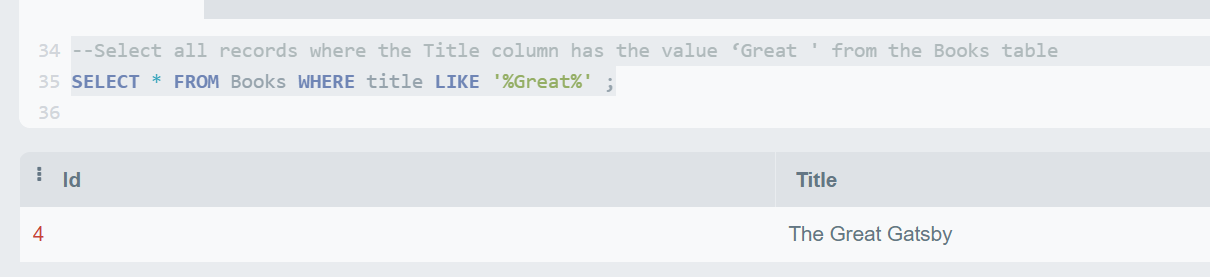 34 --Select all records where the Title column has the value ‘Great ' from the Books table
35 SELECT * FROM Books WHERE title LIKE '%Great%' ;
36
Id Title
4 The Great Gatsby